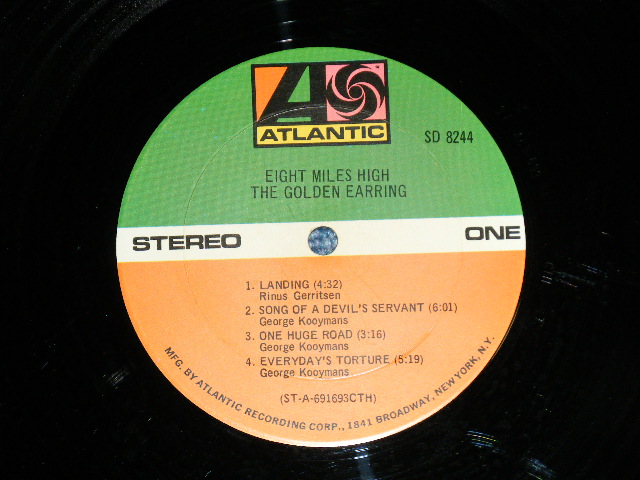 ATLANTIC
SD 8244
EIGHT MILES HIGH
THE GOLDEN EARRING
STEREO
ONE
1. LANDING (4:32)
Rinus Gerritsen
2. SONG OF A DEVIL'S SERVANT (6:01)
George Kooymans
3. ONE HUGE ROAD (3:16)
George Kooymans
4. EVERYDAY'S TORTURE (5:19)
George Kooymans
(ST-A-691693CTH)
MFG. BY ATLANTIC RECORDING CORP., 1841 BROADWAY, NEW YORK, N.Y.